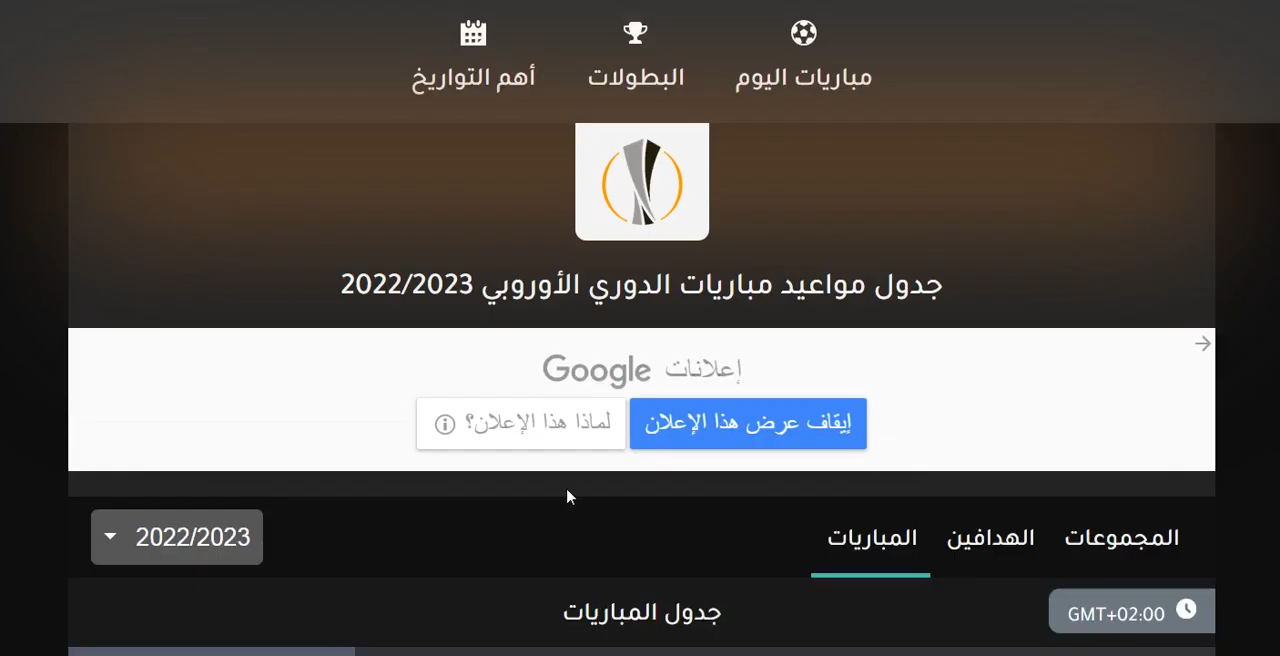 مباريات اليوم
البطولات
أهم التواريخ
جدول مواعيد مباريات الدوري الأوروبي 2022/2023
إعلانات Google
إيقاف عرض هذا الإعلان
لماذا هذا الإعلان؟
المجموعات
الهدافين
المباريات
2022/2023
GMT+02:00
جدول المباريات